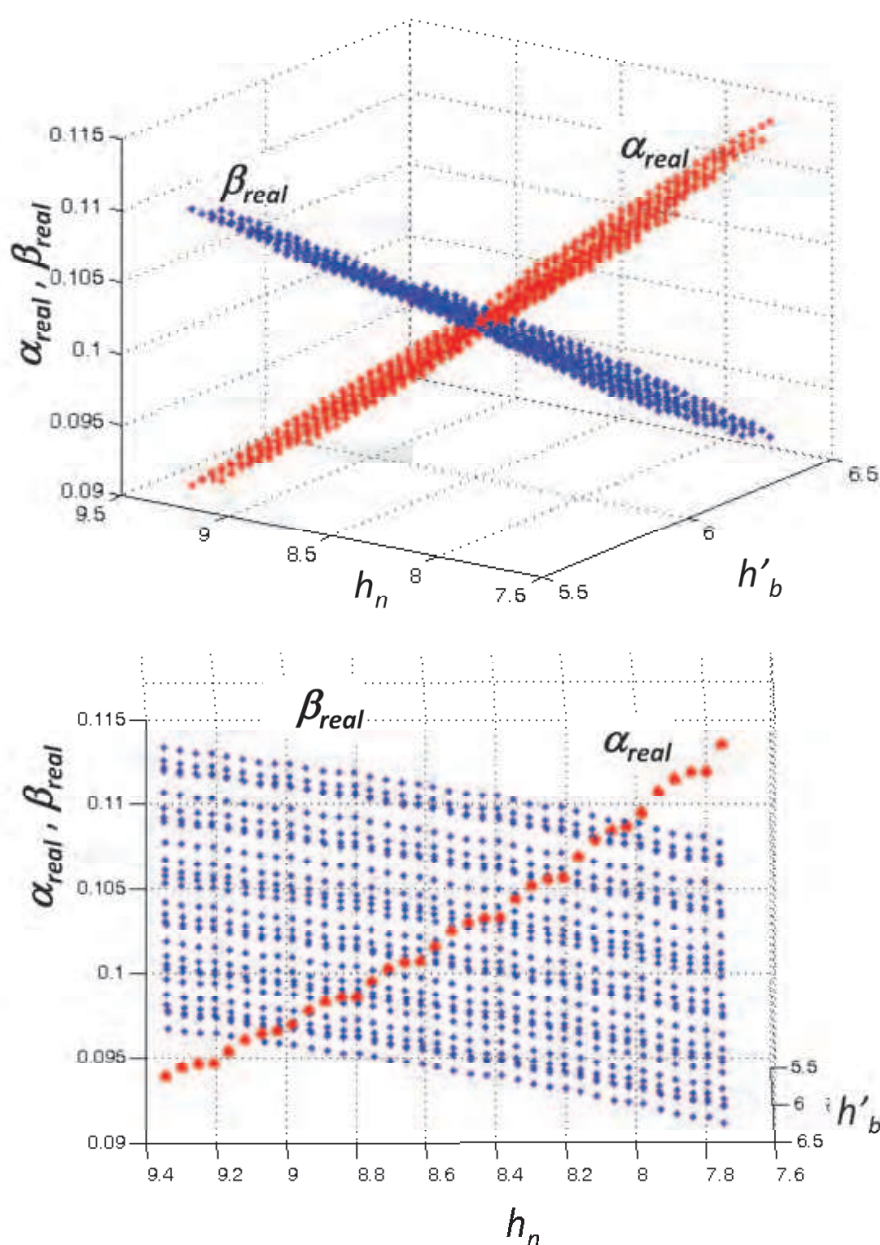 0.115
0.11
0.105
0.1
0.095
0.09
α_real , β_real
β_real
α_real
9.5
9
8.5
8
7.5
h_n
5.5
6
6.5
h'_b
0.115
0.11
0.105
0.1
0.095
0.09
α_real , β_real
β_real
α_real
5.5
6
6.5
h'_b
9.4 9.2 9 8.8 8.6 8.4 8.2 8 7.8 7.6
h_n